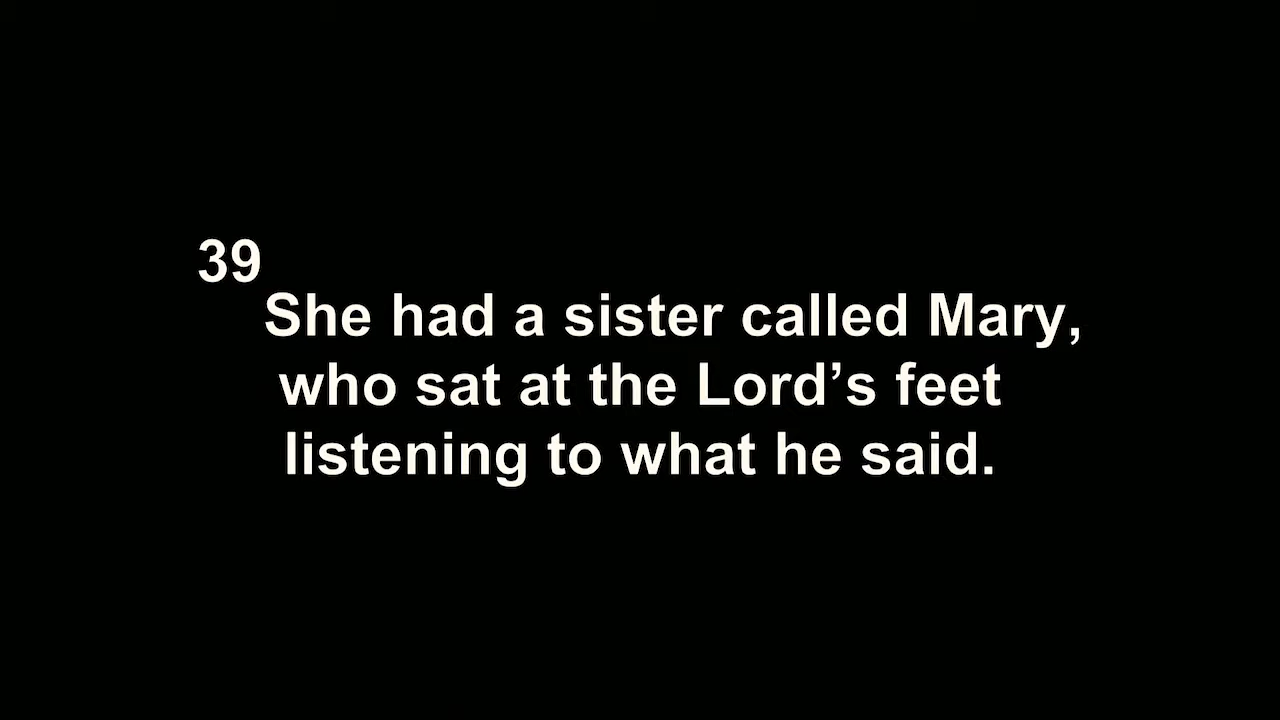 39
She had a sister called Mary,
who sat at the Lord’s feet
listening to what he said.